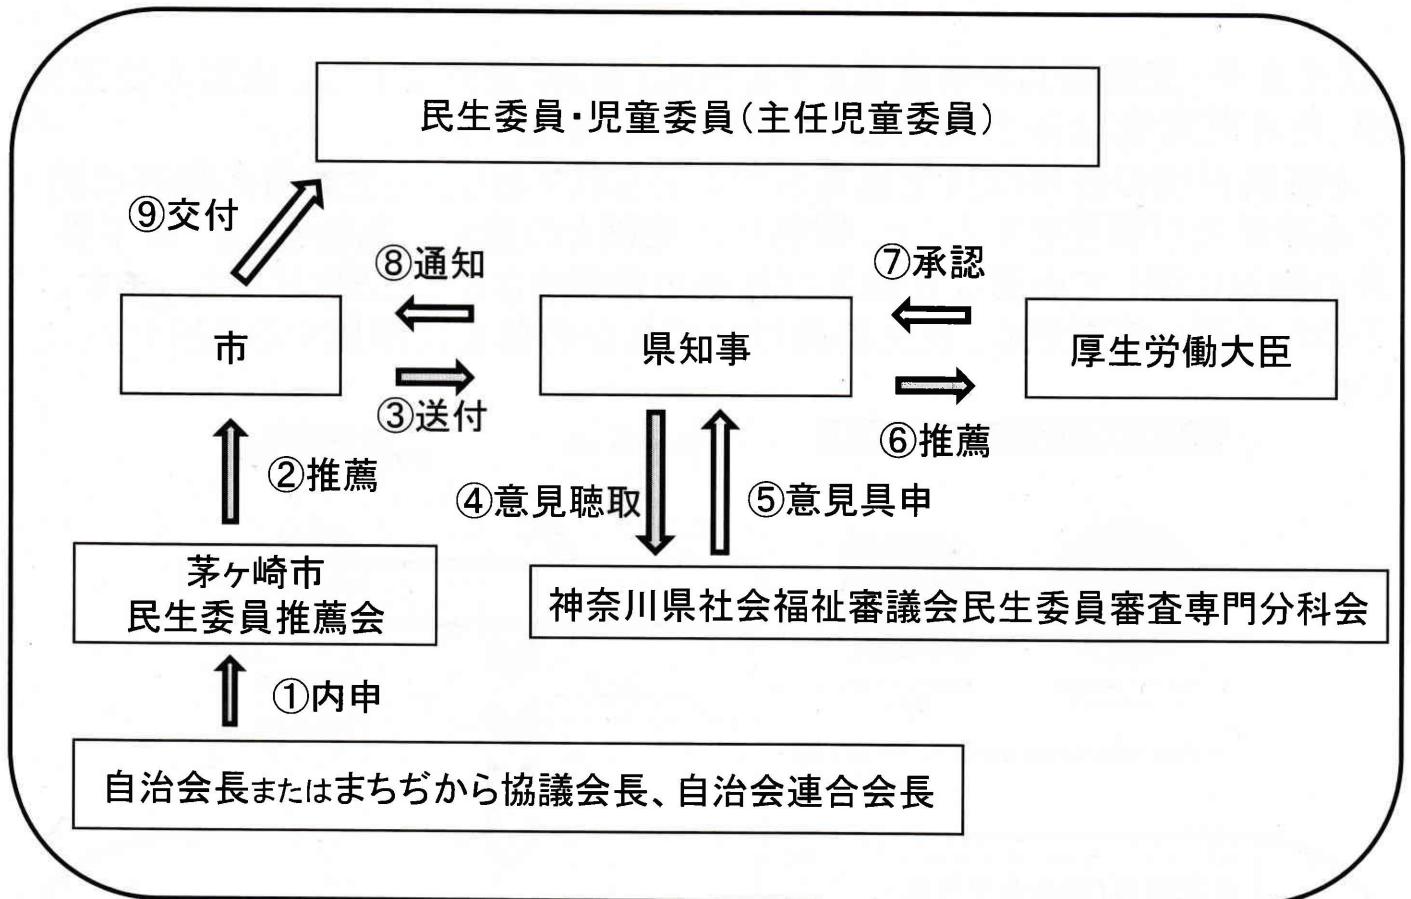 民生委員・児童委員（主任児童委員）
⑨交付
⑧通知
⑦承認
市
県知事
厚生労働大臣
③送付
⑥推薦
②推薦
④意見聴取
⑤意見具申
茅ヶ崎市
民生委員推薦会
神奈川県社会福祉審議会民生委員審査専門分科会
①内申
自治会長またはまちぢから協議会長、自治会連合会長